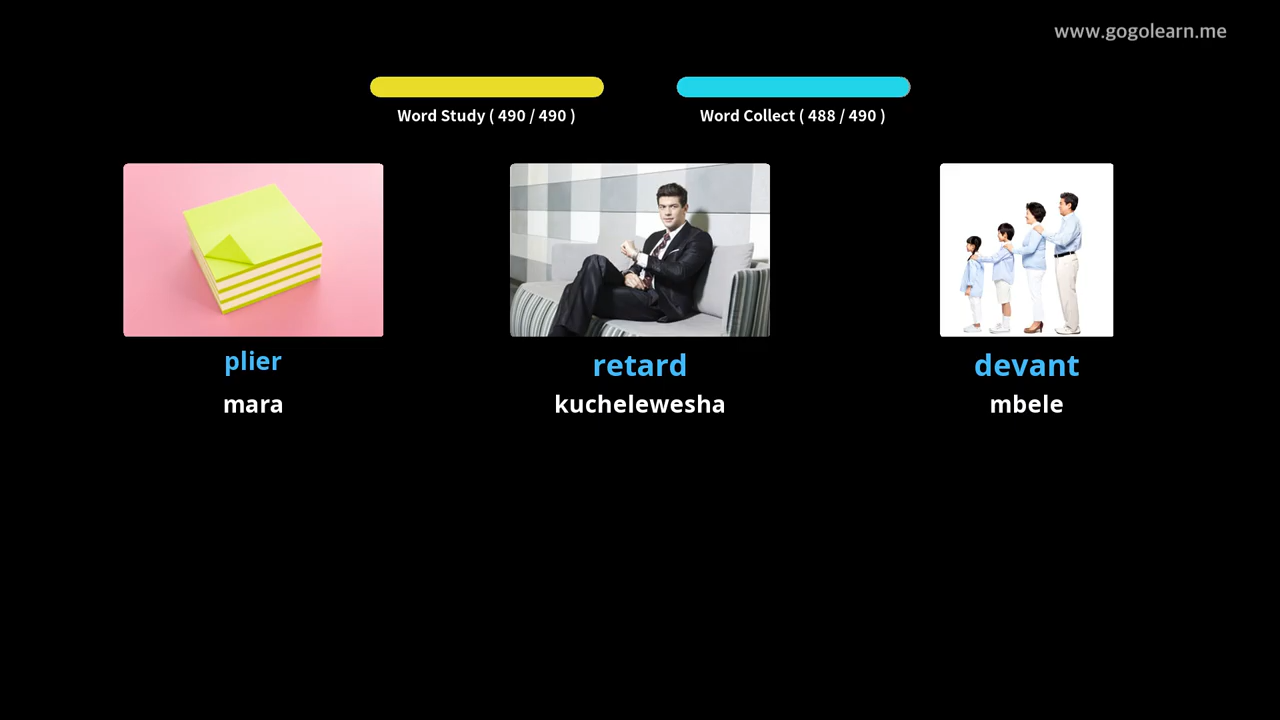 www.gogolearn.me
Word Study ( 490 / 490 )
Word Collect ( 488 / 490 )
plier
retard
devant
mara
kuchelewesha
mbele